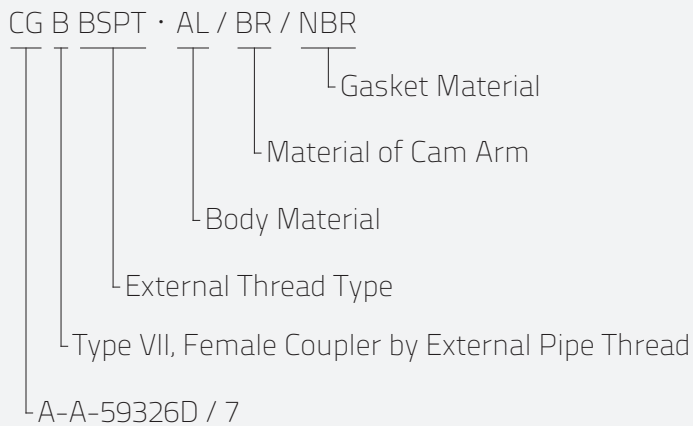 CG B BSPT · AL / BR / NBR
Gasket Material
Material of Cam Arm
Body Material
External Thread Type
Type VII, Female Coupler by External Pipe Thread
A-A-59326D / 7